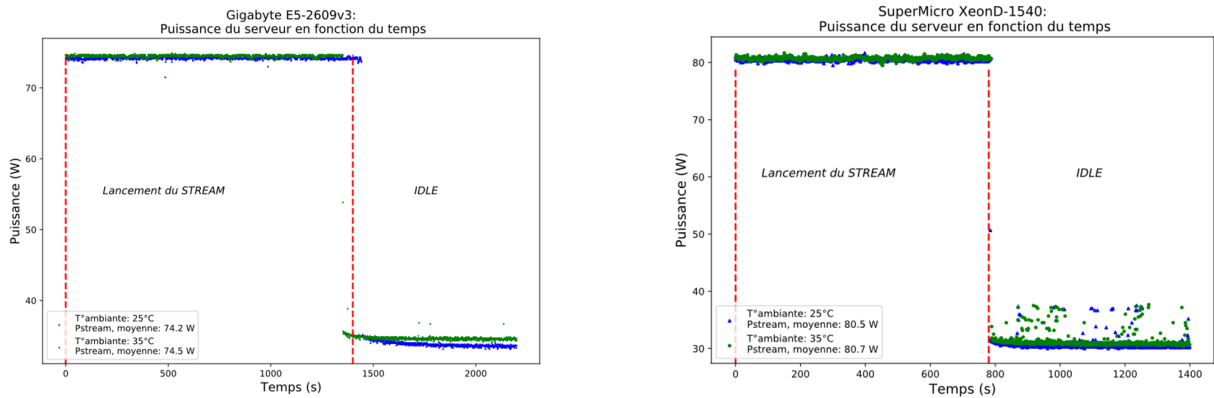 Gigabyte E5-2609v3:
Puissance du serveur en fonction du temps
Puissance (W)
70
60
50
40
Lancement du STREAM
IDLE
T°ambiante: 25°C
Pstream, moyenne: 74.2 W
T°ambiante: 35°C
Pstream, moyenne: 74.5 W
0
500
1000
1500
2000
Temps (s)
SuperMicro XeonD-1540:
Puissance du serveur en fonction du temps
Puissance (W)
80
70
60
50
40
30
Lancement du STREAM
IDLE
T°ambiante: 25°C
Pstream, moyenne: 80.5 W
T°ambiante: 35°C
Pstream, moyenne: 80.7 W
0
200
400
600
800
1000
1200
1400
Temps (s)